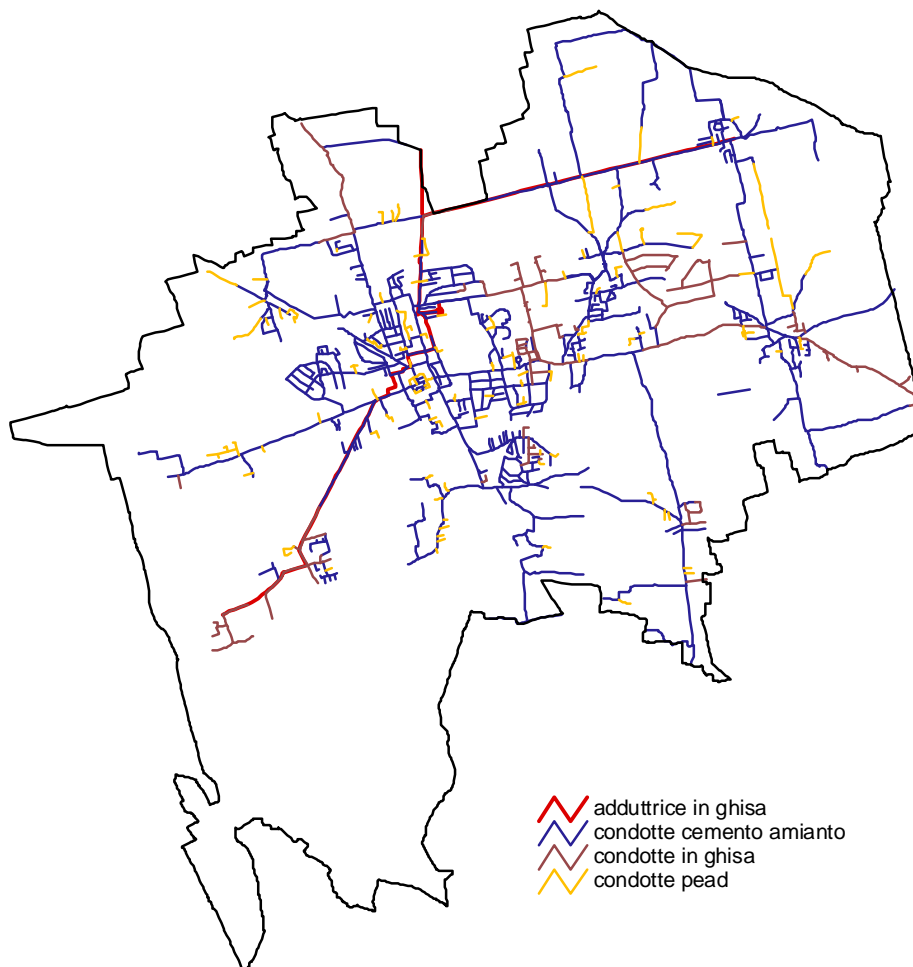 adduttrice in ghisa
condotte cemento amianto
condotte in ghisa
condotte pead